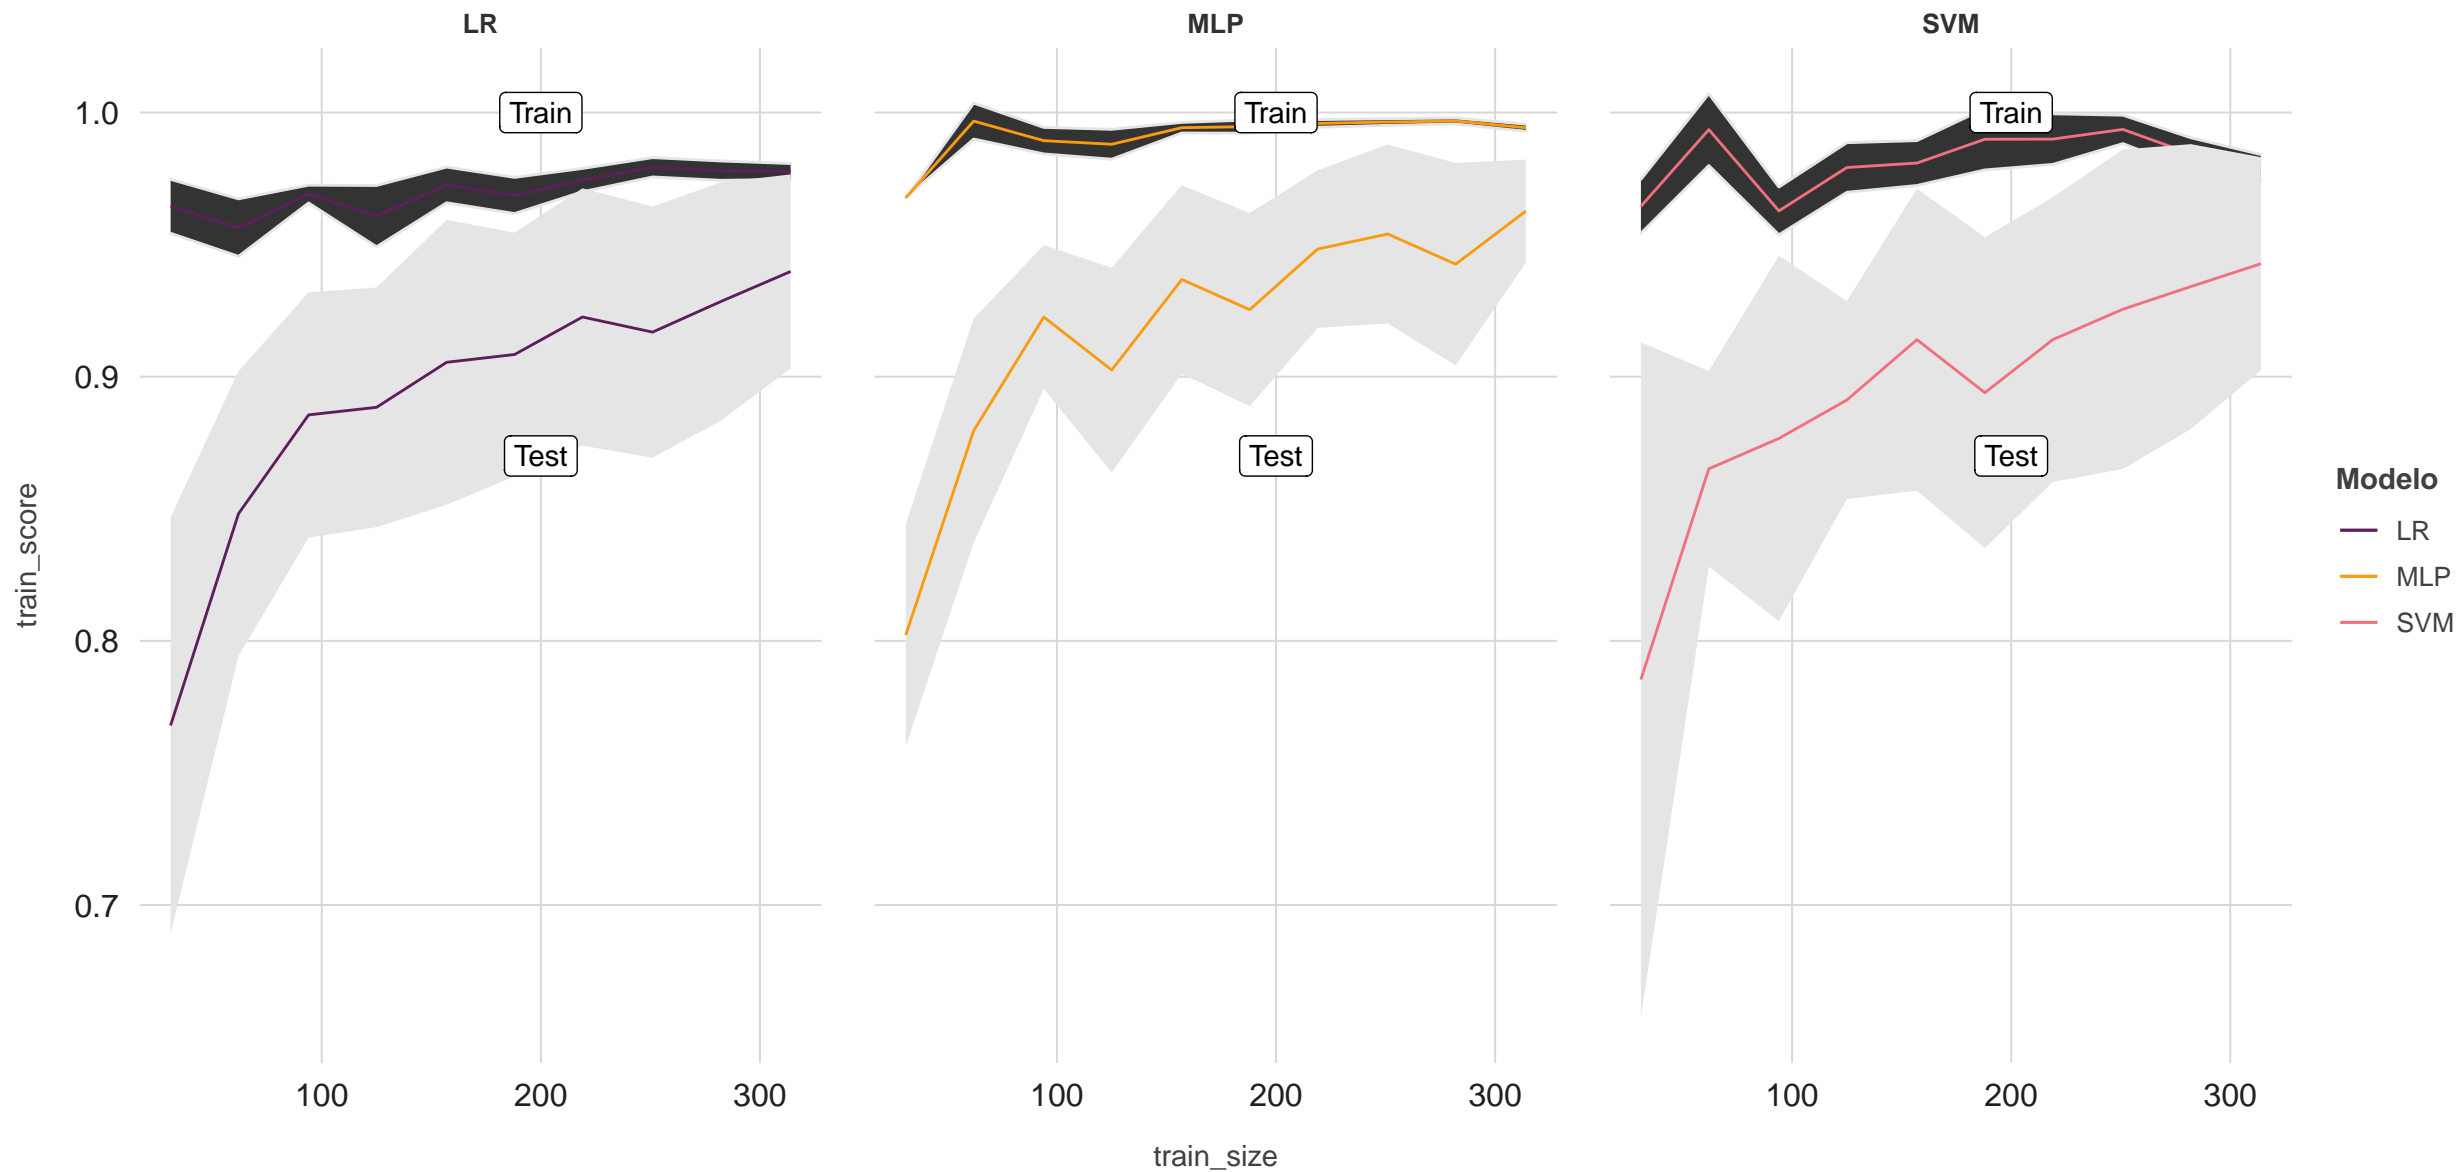 LR
MLP
SVM
1.0
0.9
0.8
0.7
train_score
Train
Test
Train
Test
Train
Test
100
200
300
100
200
300
100
200
300
train_size
Modelo
LR
MLP
SVM